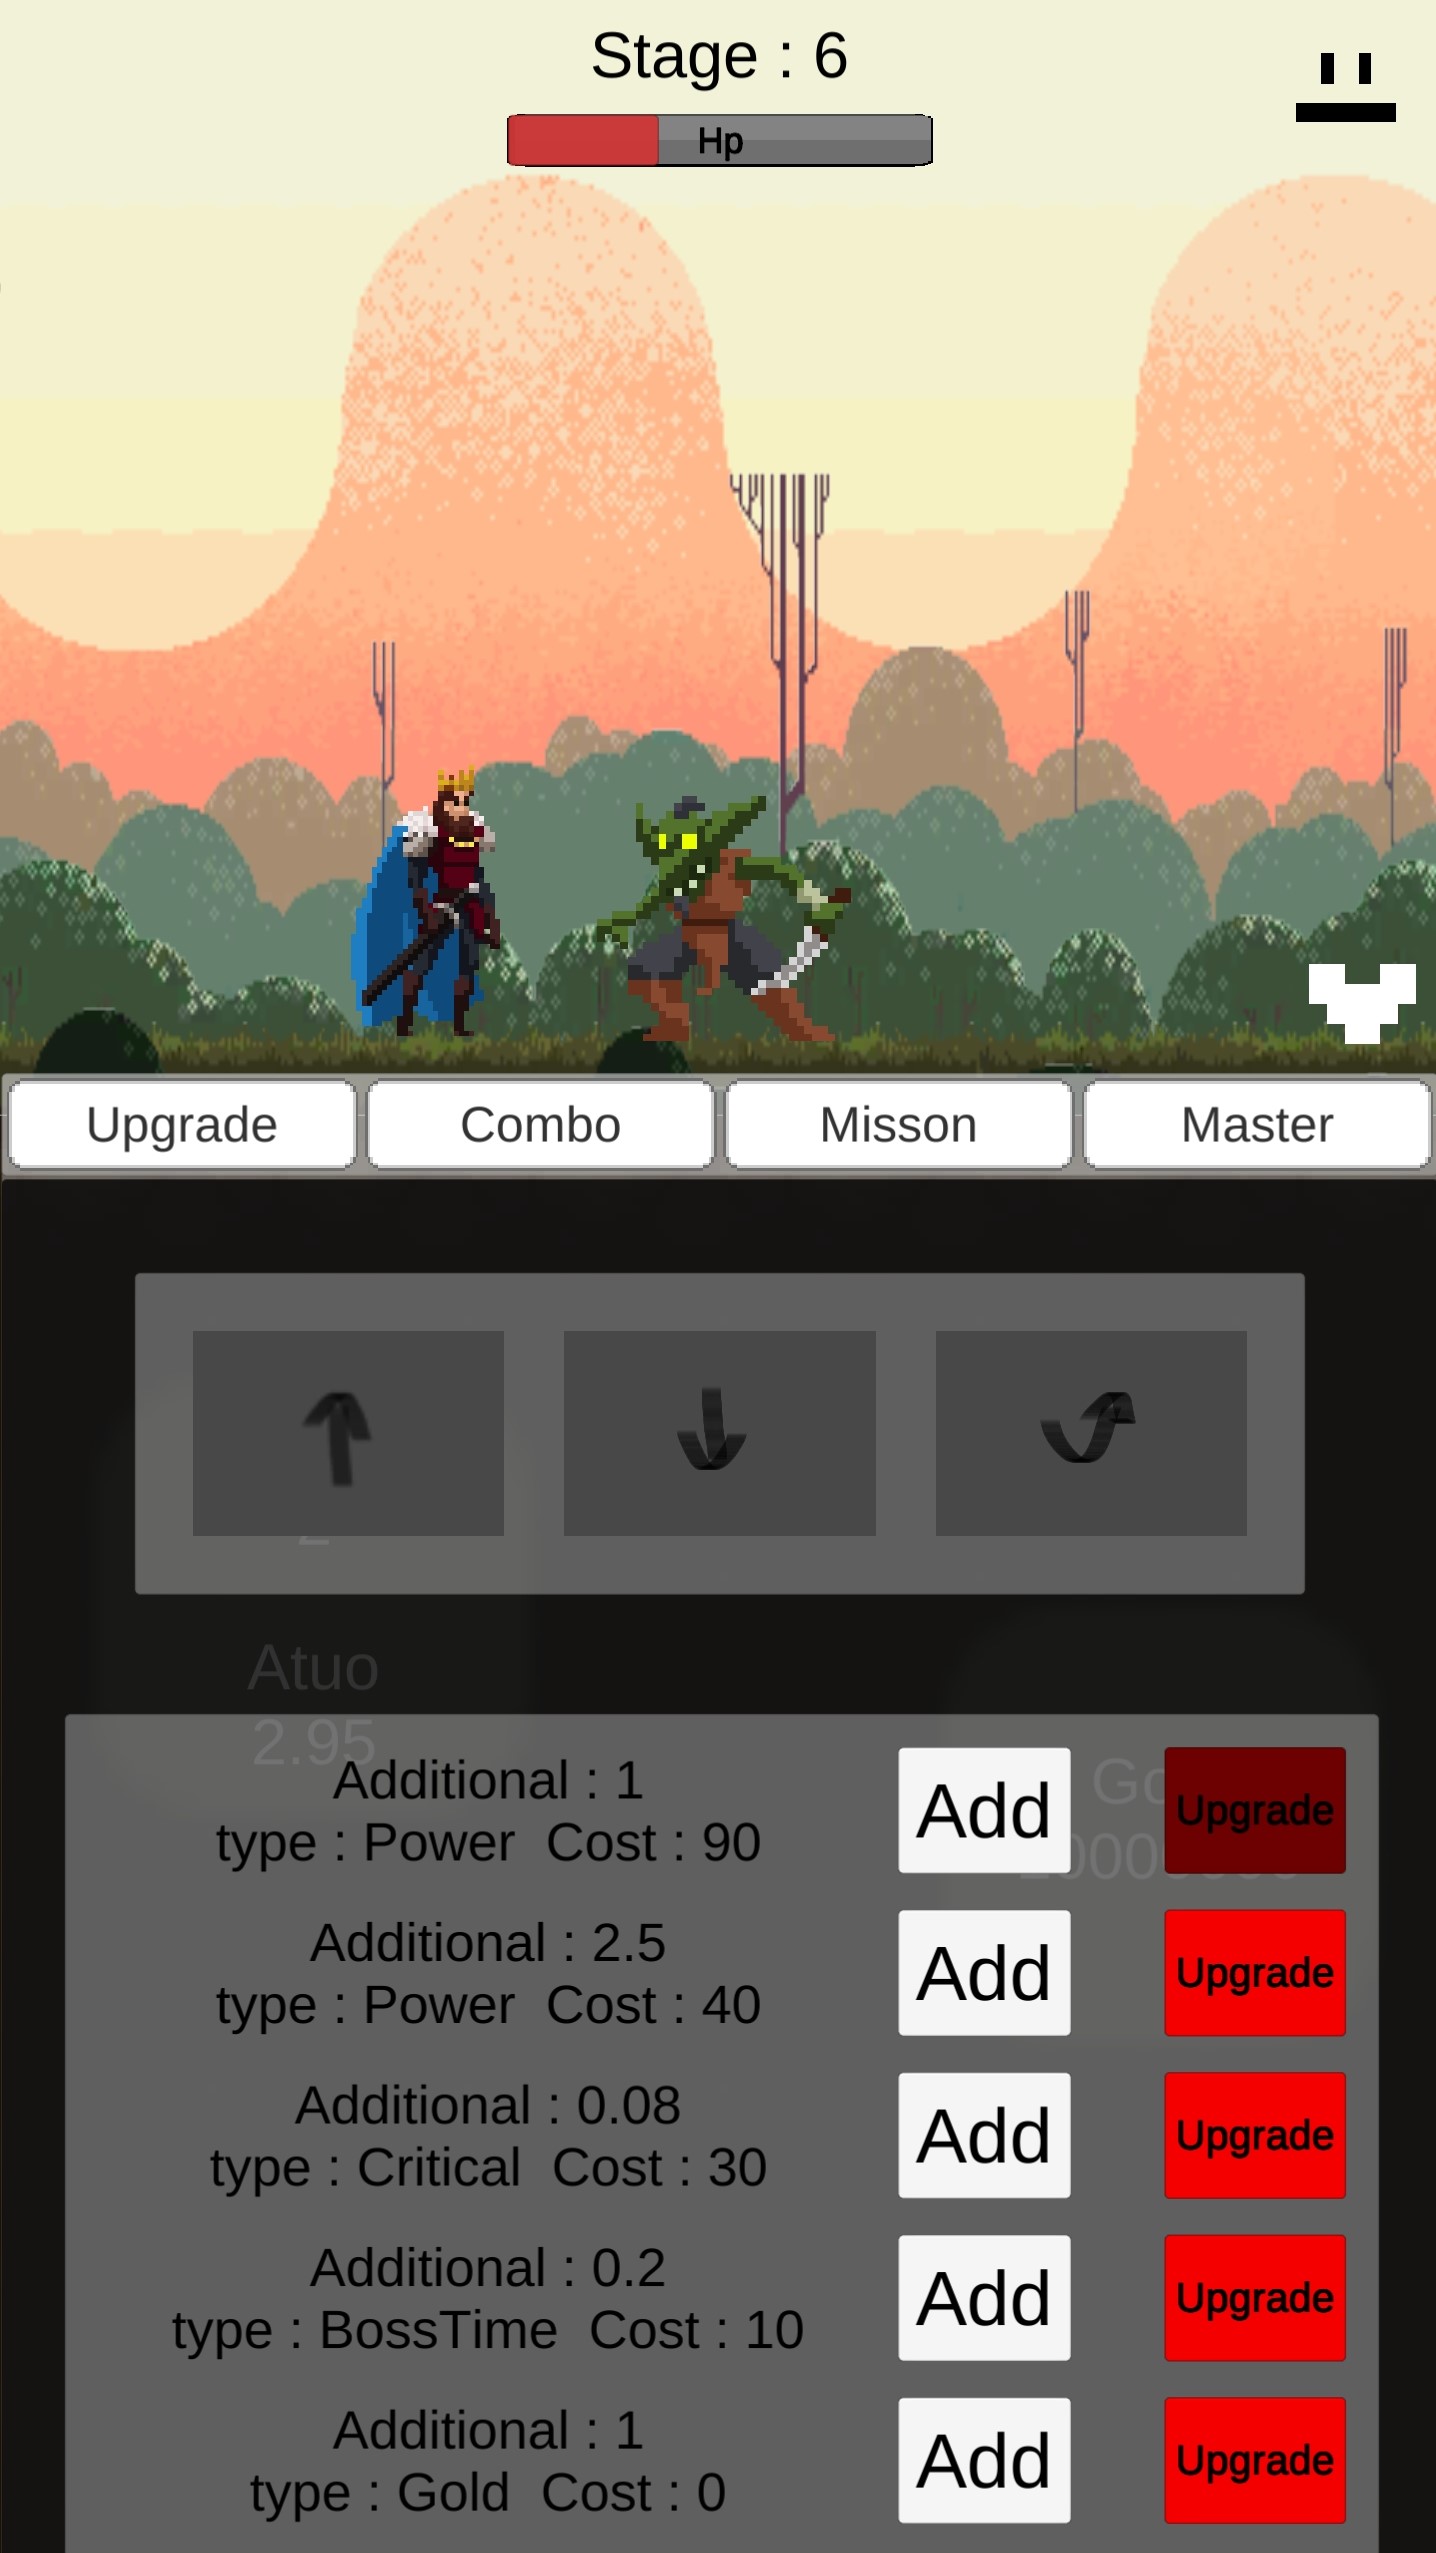 Stage : 6
Hp
Upgrade
Combo
Misson
Master
Atuo
2.95
Additional : 1
type : Power  Cost : 90
Add
Upgrade
Additional : 2.5
type : Power  Cost : 40
Add
Upgrade
Additional : 0.08
type : Critical  Cost : 30
Add
Upgrade
Additional : 0.2
type : BossTime  Cost : 10
Add
Upgrade
Additional : 1
type : Gold  Cost : 0
Add
Upgrade